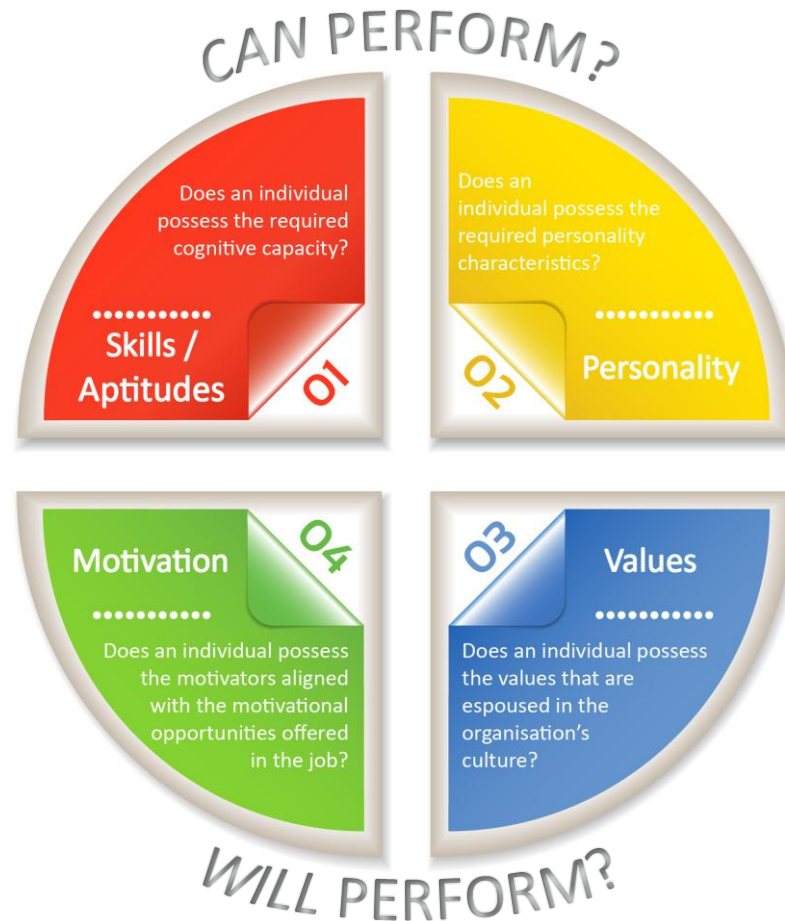 CAN PERFORM?
Does an individual
possess the required
cognitive capacity?
Skills /
Aptitudes
01
Does an
individual possess the
required personality
characteristics?
02
Personality
03
Values
Does an individual possess
the values that are
espoused in the
organisation's
culture?
04
Motivation
Does an individual possess
the motivators aligned
with the motivational
opportunities offered
in the job?
WILL PERFORM?